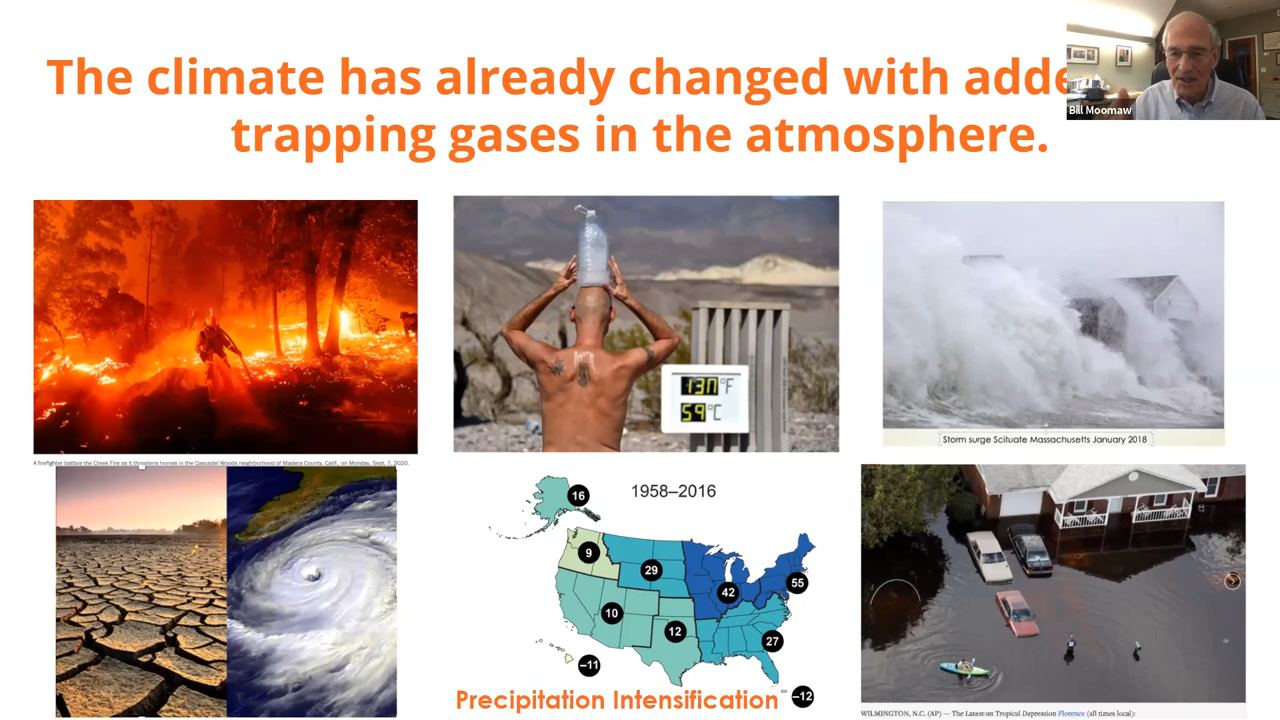 The climate has already changed with adde
trapping gases in the atmosphere.
Bill Moomaw
137°F
59°C
Storm surge Scituate Massachusetts January 2018
A firefighter battles the Creek Fire as it threatens homes in the Cascadel Woods neighborhood of Madera County, Calif., on Monday, Sept. 7, 2020.
1958–2016
16
9
29
42
55
10
12
27
–11
–12
Precipitation Intensification
WILMINGTON, N.C. (AP) — The Latest on Tropical Depression Florence (all times local):